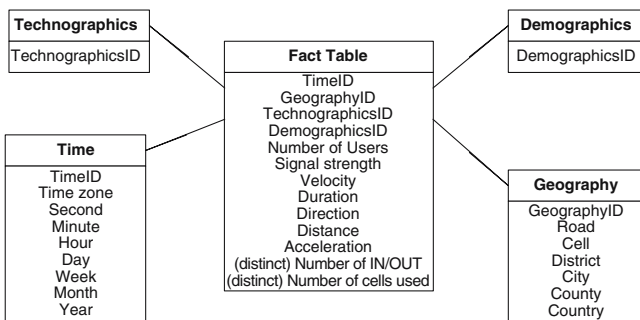 Technographics
TechnographicsID
Time
TimeID
Time zone
Second
Minute
Hour
Day
Week
Month
Year
Fact Table
TimeID
GeographyID
TechnographicsID
DemographicsID
Number of Users
Signal strength
Velocity
Duration
Direction
Distance
Acceleration
(distinct) Number of IN/OUT
(distinct) Number of cells used
Demographics
DemographicsID
Geography
GeographyID
Road
Cell
District
City
County
Country